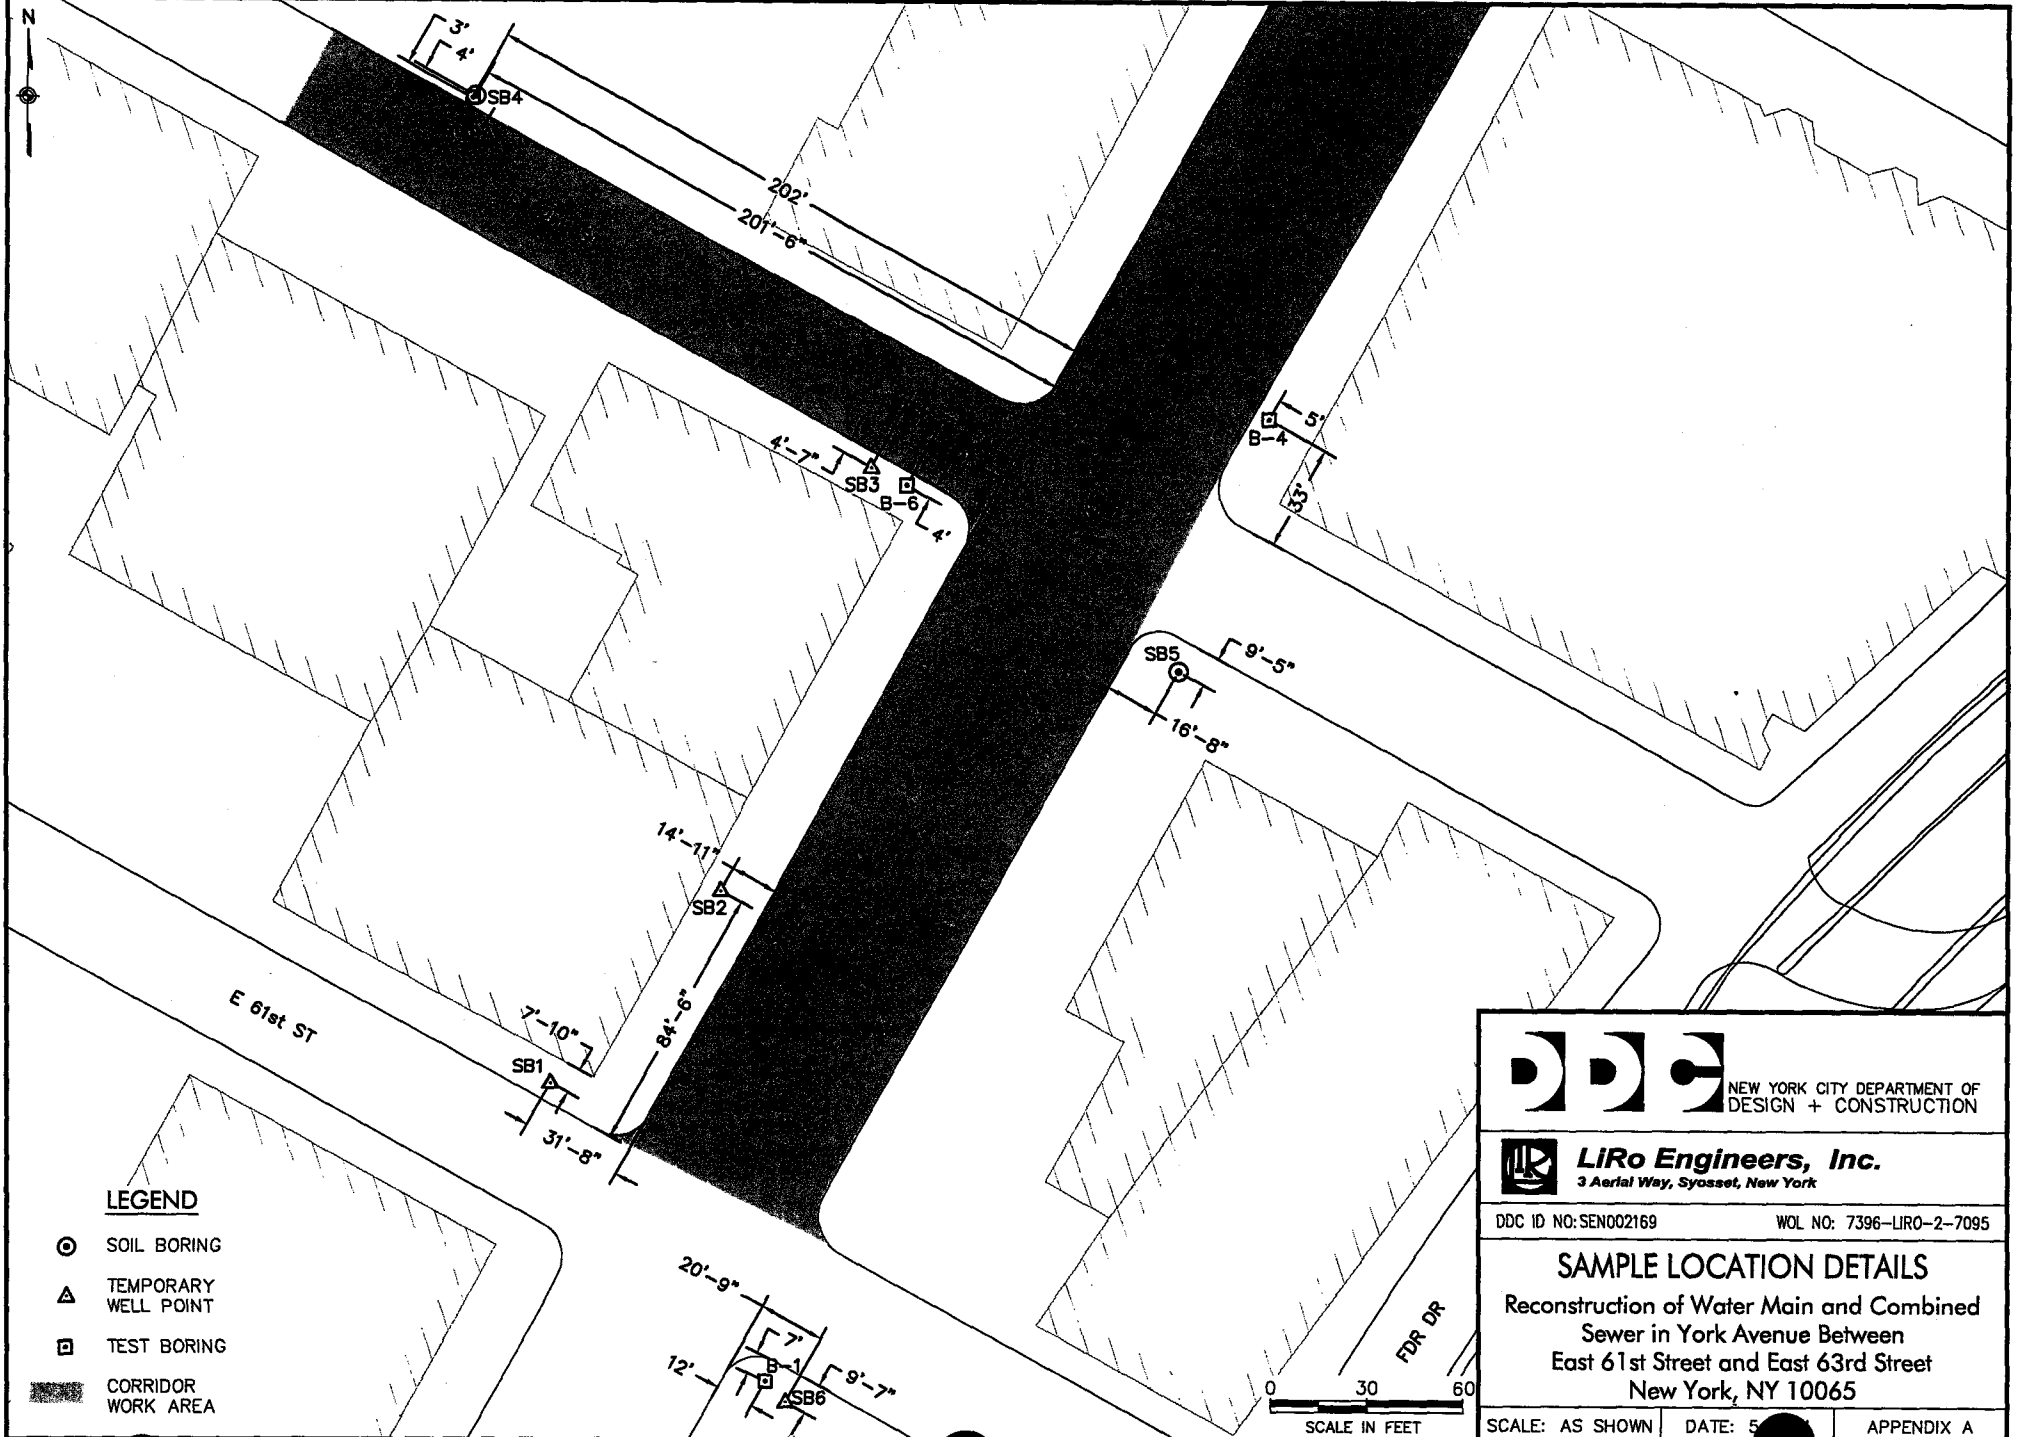 N
3'
4'
SB4
202'
201'-6"
5'
B-4
33'
4'-7"
SB3
B-6
4'
SB5
9'-5"
16'-8"
14'-11"
SB2
84'-6"
E 61st ST
7'-10"
SB1
31'-8"
20'-9"
7'
12'
B-1
9'-7"
SB6
FDR DR
LEGEND
SOIL BORING
TEMPORARY
WELL POINT
TEST BORING
CORRIDOR
WORK AREA
0 30 60
SCALE IN FEET
DDC
NEW YORK CITY DEPARTMENT OF
DESIGN + CONSTRUCTION
LiRo Engineers, Inc.
3 Aerial Way, Syosset, New York
DDC ID NO: SEN002169 WOL NO: 7396-LIRO-2-7095
SAMPLE LOCATION DETAILS
Reconstruction of Water Main and Combined
Sewer in York Avenue Between
East 61st Street and East 63rd Street
New York, NY 10065
SCALE: AS SHOWN DATE: APPENDIX A